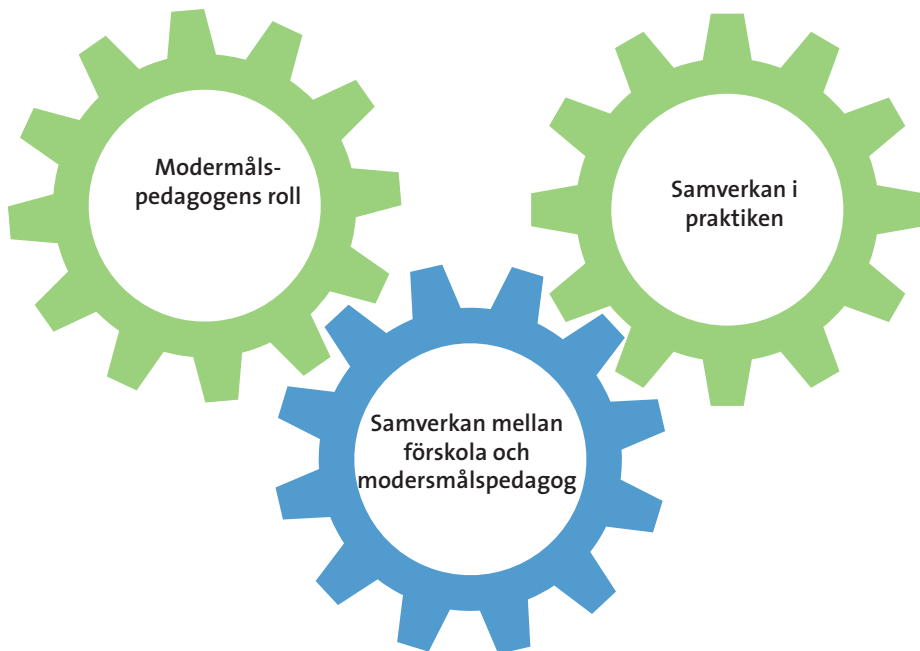 Modermåls-
pedagogens roll
Samverkan i
praktiken
Samverkan mellan
förskola och
modersmålspedagog